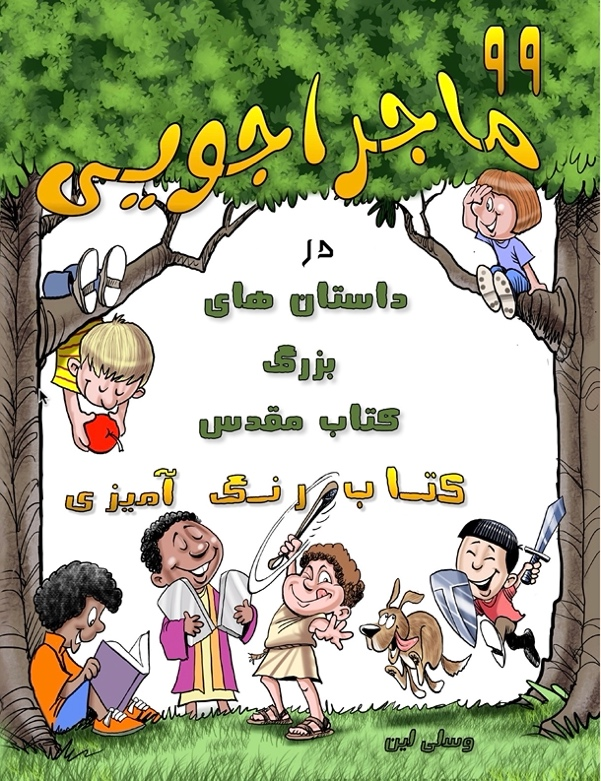 ۹۹
ماجراجویی
در
داستان های
بزرگ
کتاب مقدس
کتاب رنگ آمیزی
وسلی لین